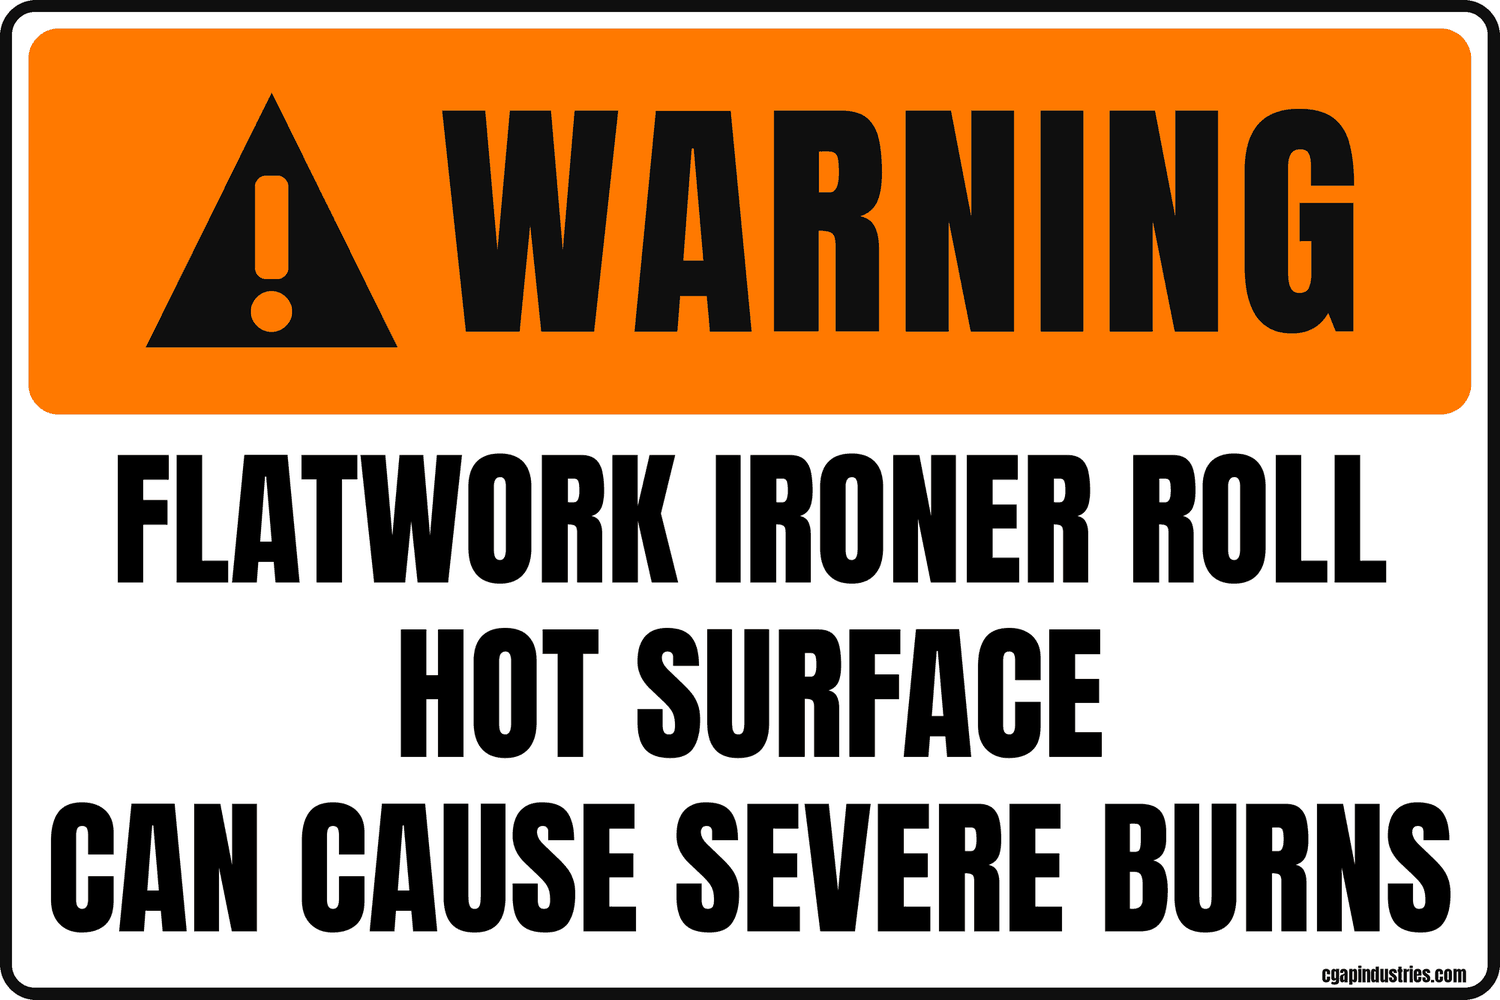 WARNING
FLATWORK IRONER ROLL
HOT SURFACE
CAN CAUSE SEVERE BURNS
cgapindustries.com